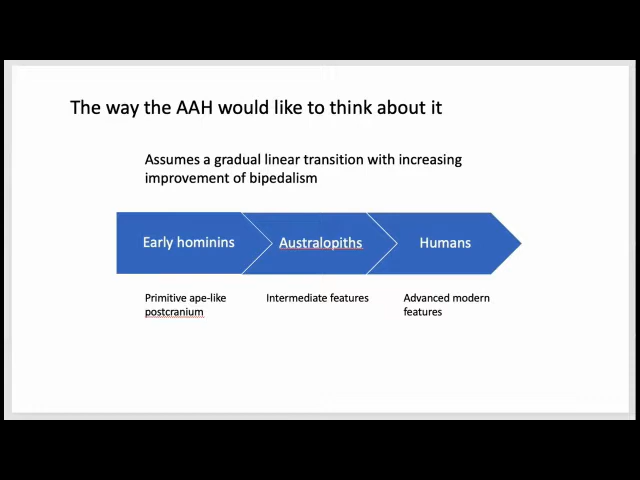 The way the AAH would like to think about it
Assumes a gradual linear transition with increasing
improvement of bipedalism
Early hominins
Australopiths
Humans
Primitive ape-like
postcranium
Intermediate features
Advanced modern
features